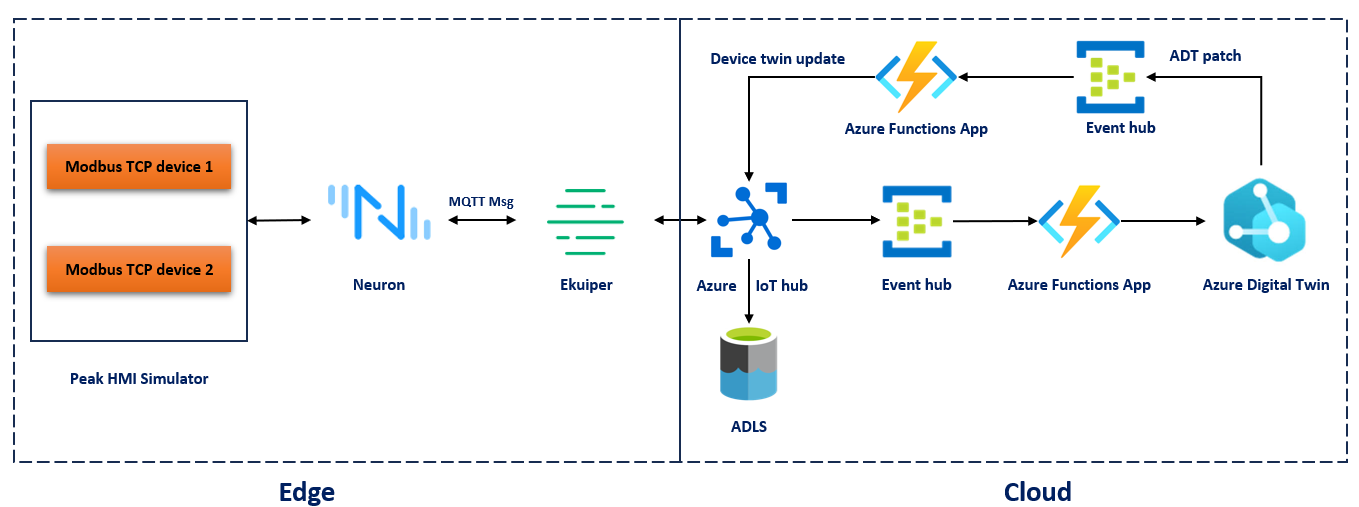 Device twin update
ADT patch
Azure Functions App
Event hub
Modbus TCP device 1
MQTT Msg
Modbus TCP device 2
Neuron
Ekuiper
Azure IoT hub
Event hub
Azure Functions App
Azure Digital Twin
Peak HMI Simulator
ADLS
Edge
Cloud